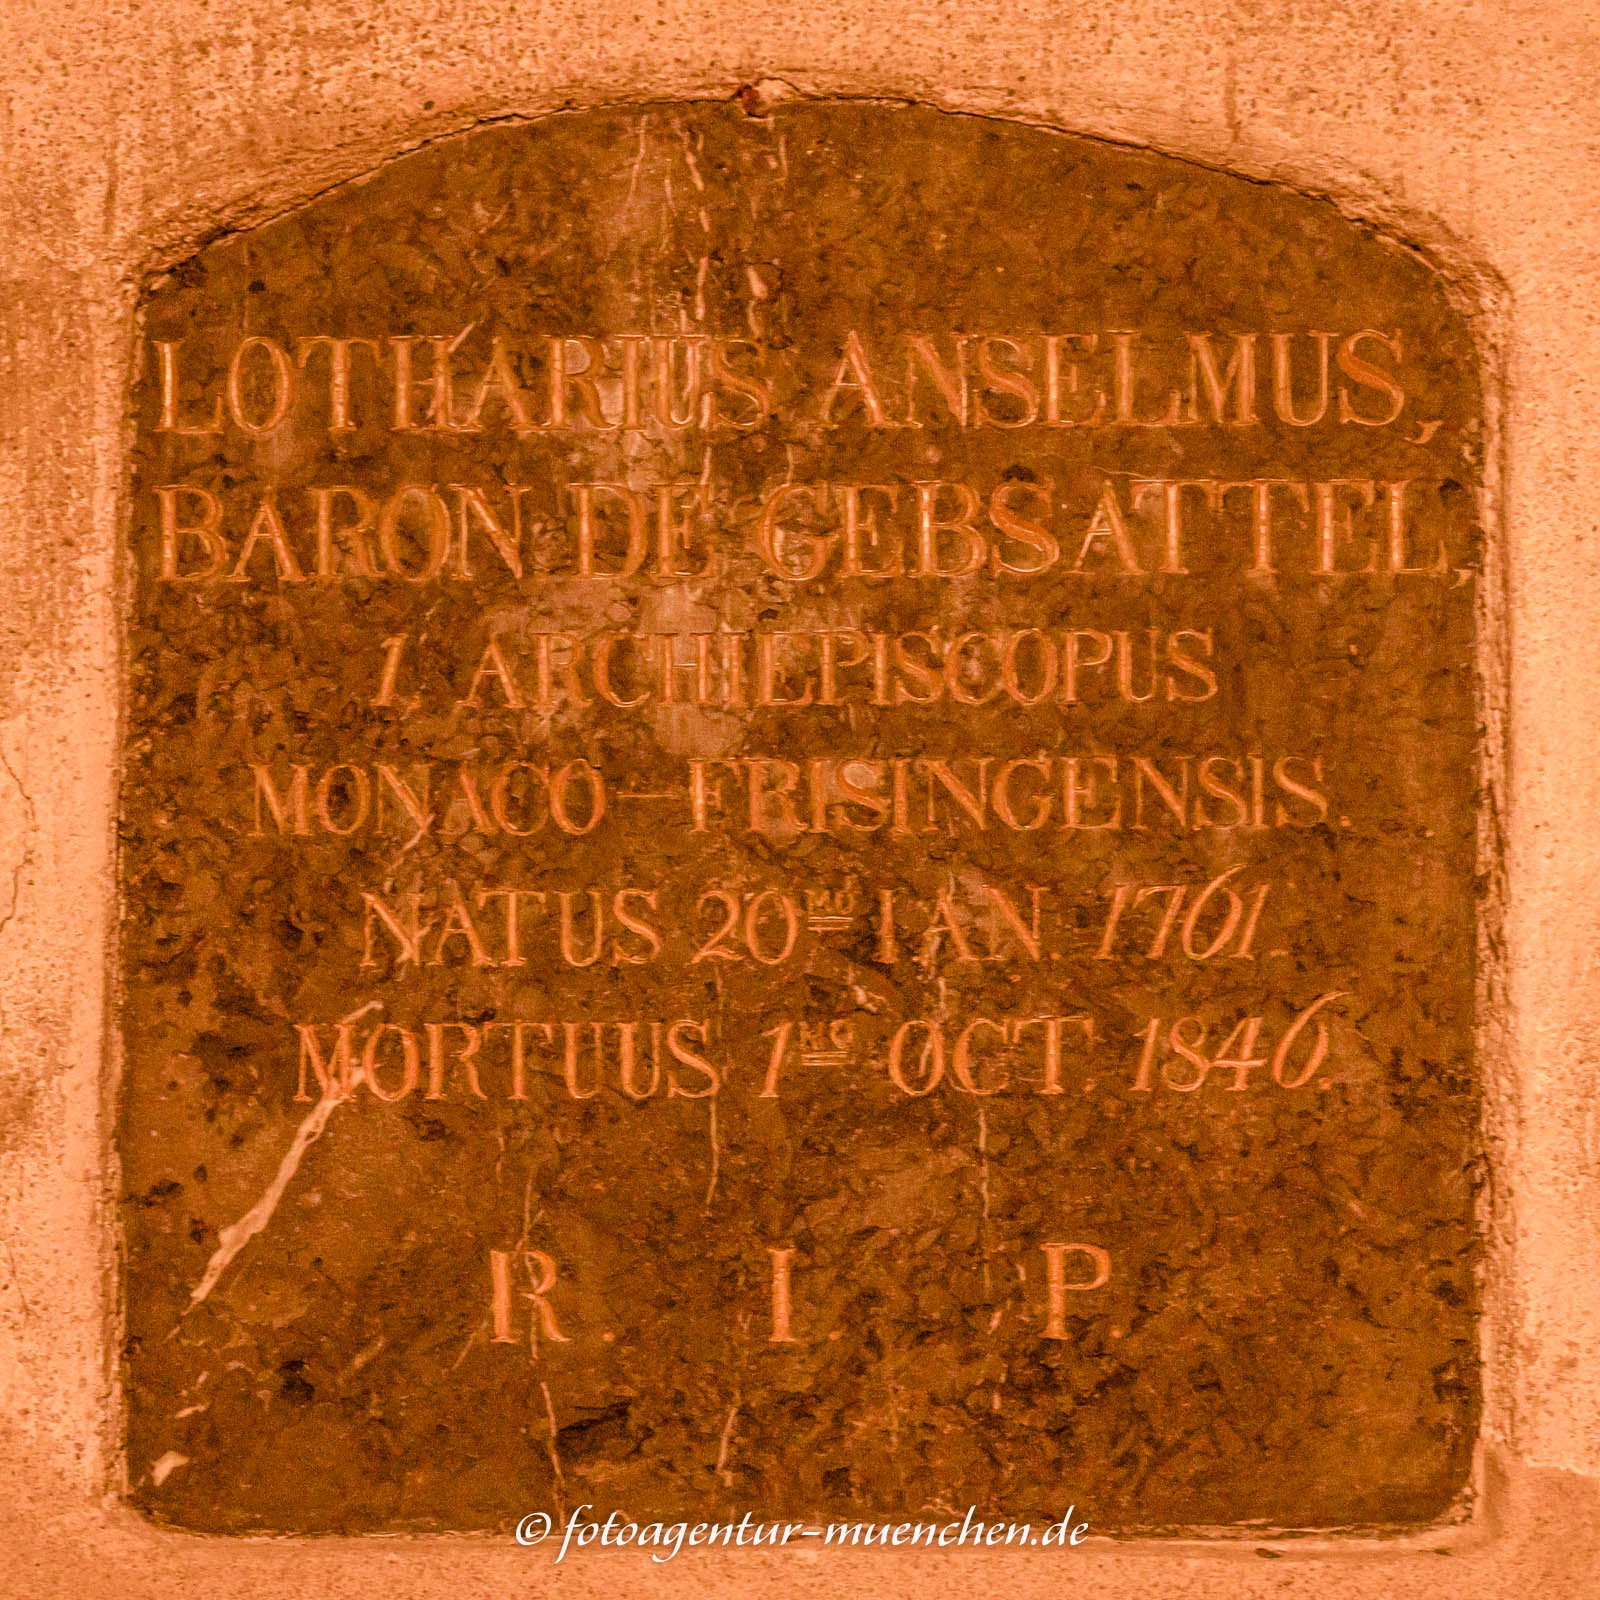 LOTHARIUS ANSELMUS,
BARON DE GEBSATTEL,
1. ARCHIEPISCOPUS
MONACO—FRISINGENSIS.
NATUS 20MO IAN. 1761.
MORTUUS 1MO OCT. 1846.
R. I. P
© fotoagentur-muenchen.de